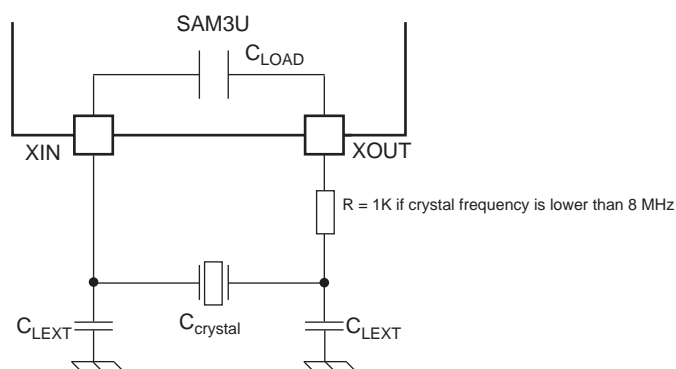 SAM3U
CLOAD
XIN
XOUT
R = 1K if crystal frequency is lower than 8 MHz
CLEXT
Ccrystal
CLEXT